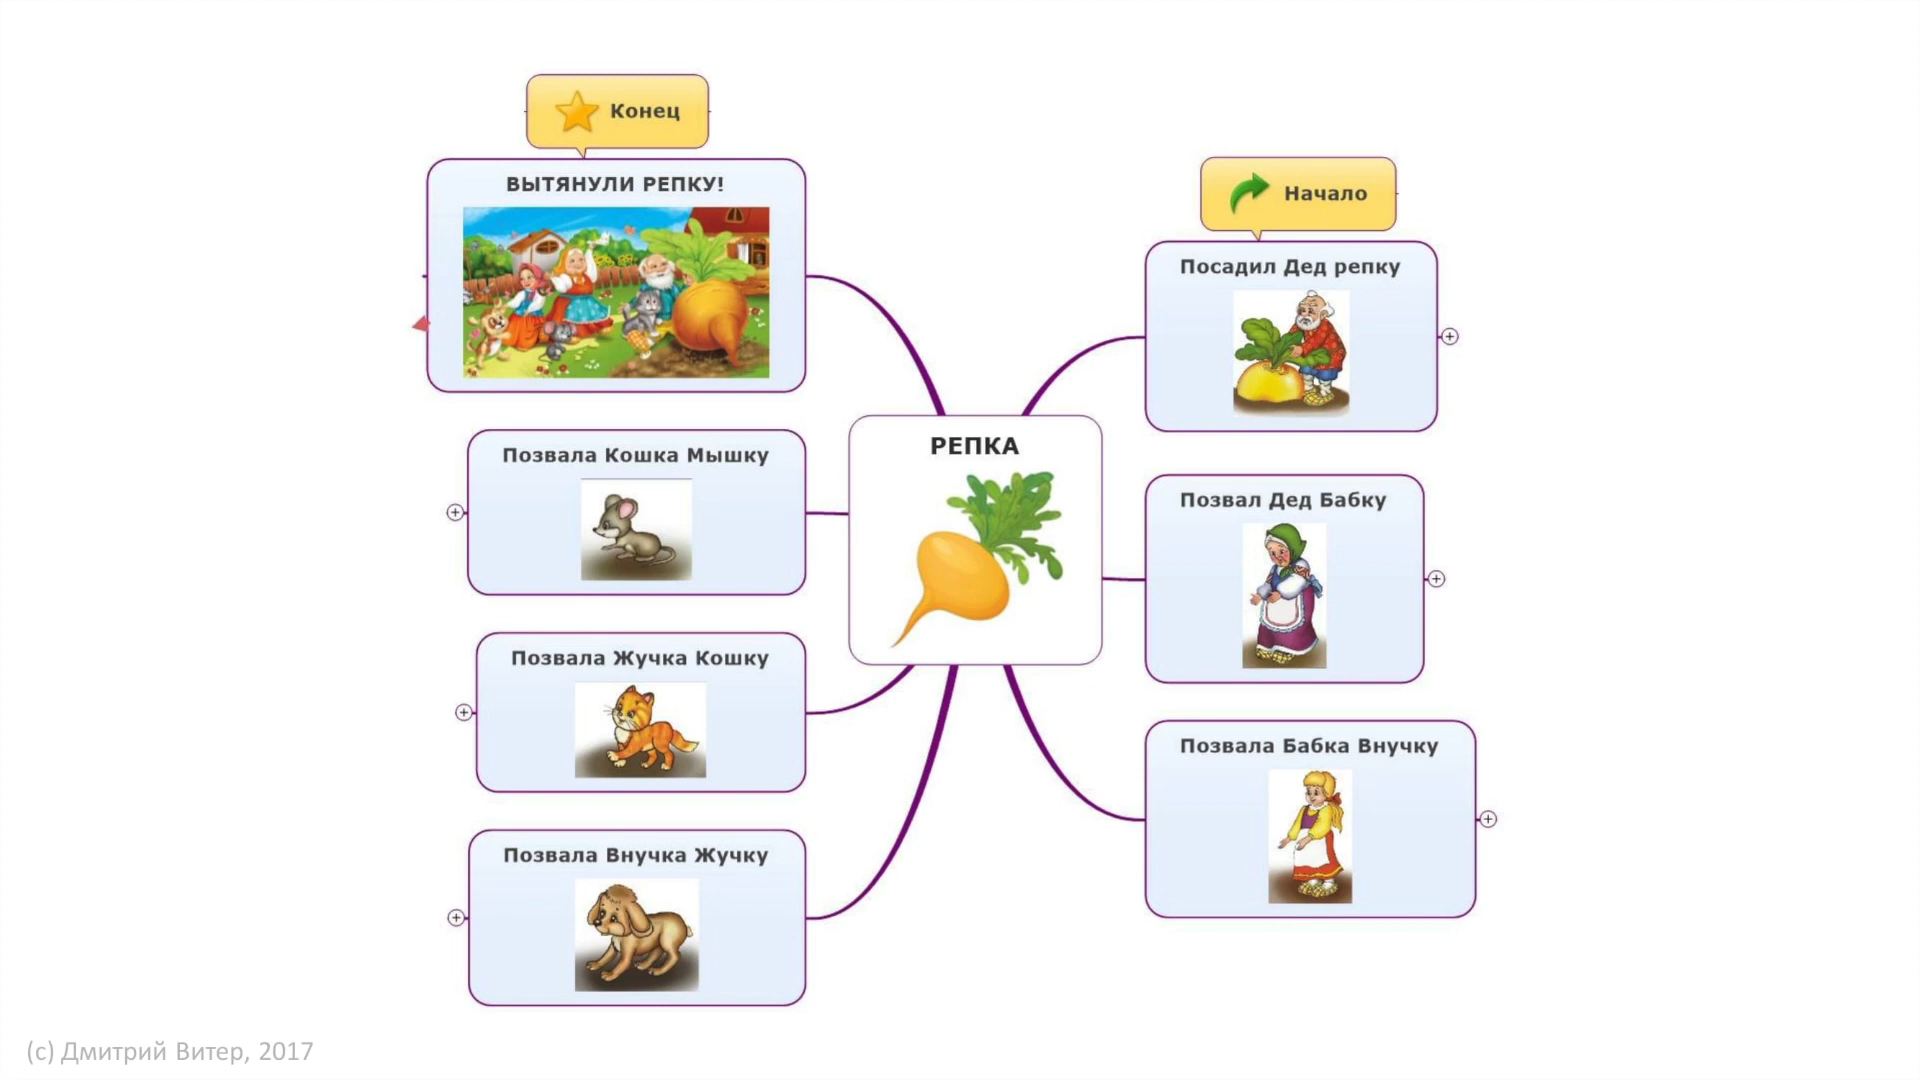 Конец
ВЫТЯНУЛИ РЕПКУ!
Начало
Посадил Дед репку
Позвала Кошка Мышку
РЕПКА
Позвал Дед Бабку
Позвала Жучка Кошку
Позвала Бабка Внучку
Позвала Внучка Жучку
(с) Дмитрий Витер, 2017